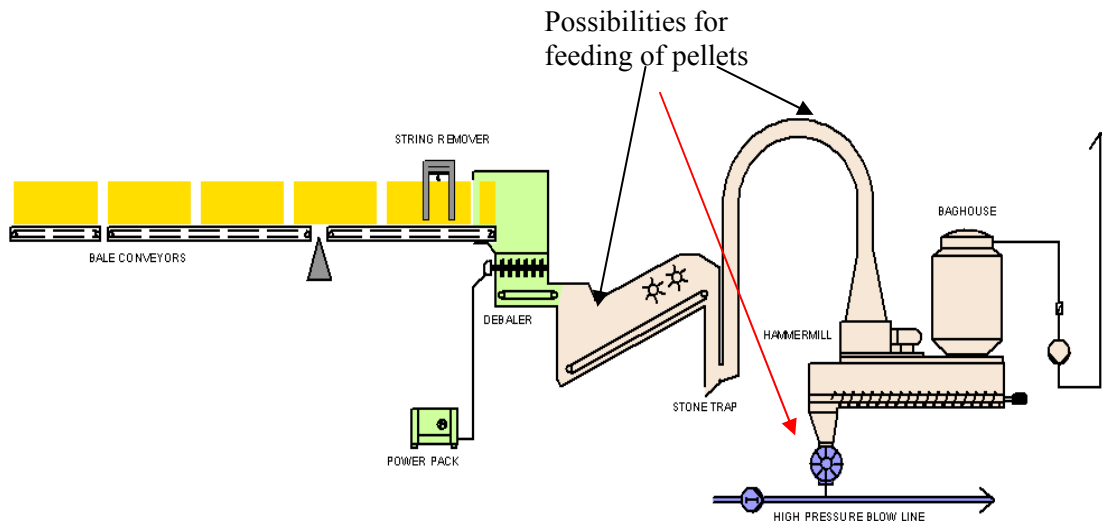 Possibilities for
feeding of pellets
STRING REMOVER
BAGHOUSE
BALE CONVEYORS
DEBALER
HAMMERMILL
STONE TRAP
POWER PACK
HIGH PRESSURE BLOW LINE